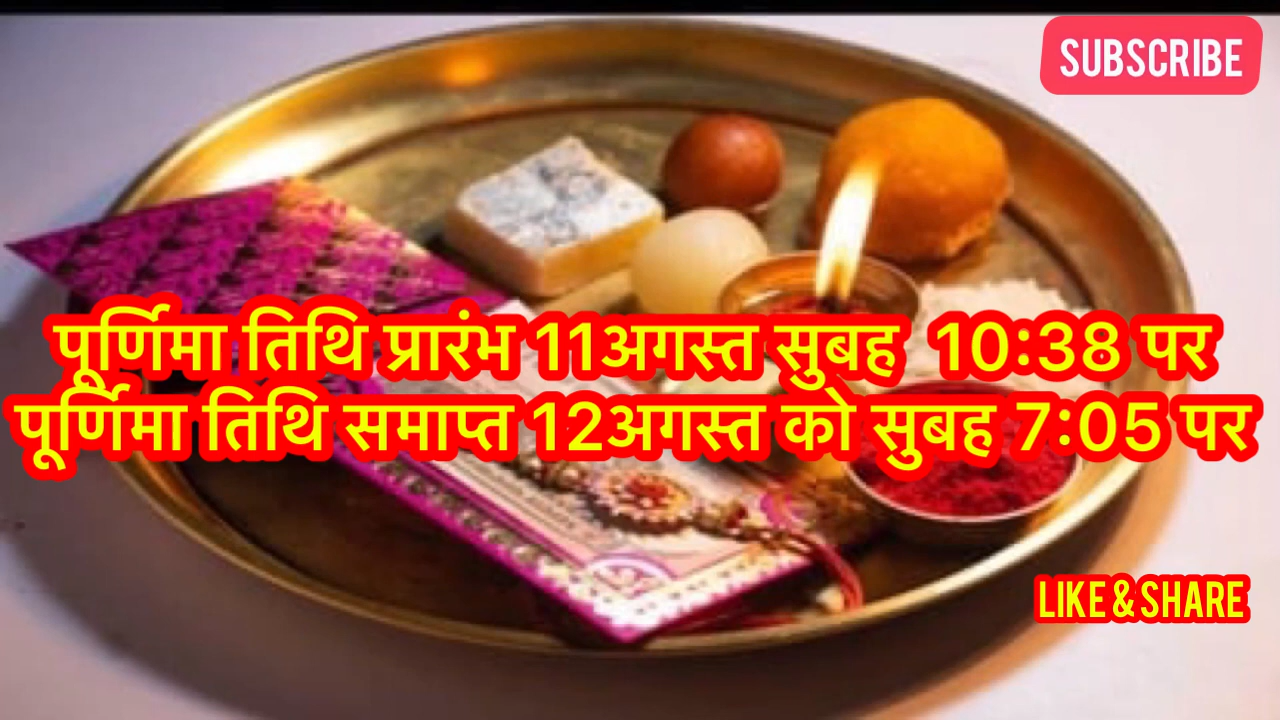 SUBSCRIBE
पूर्णिमा तिथि प्रारंभ 11अगस्त सुबह 10:38 पर
पूर्णिमा तिथि समाप्त 12अगस्त को सुबह 7:05 पर
LIKE & SHARE